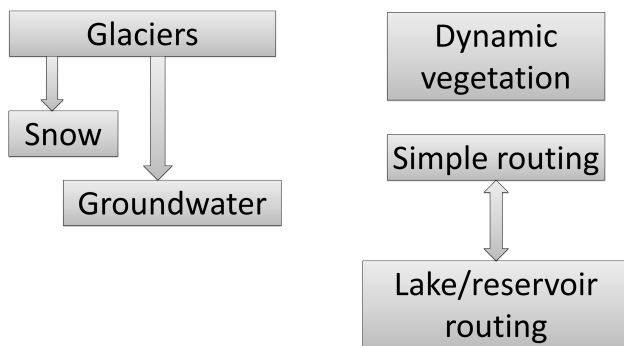 Glaciers
Snow
Groundwater
Dynamic
vegetation
Simple routing
Lake/reservoir
routing